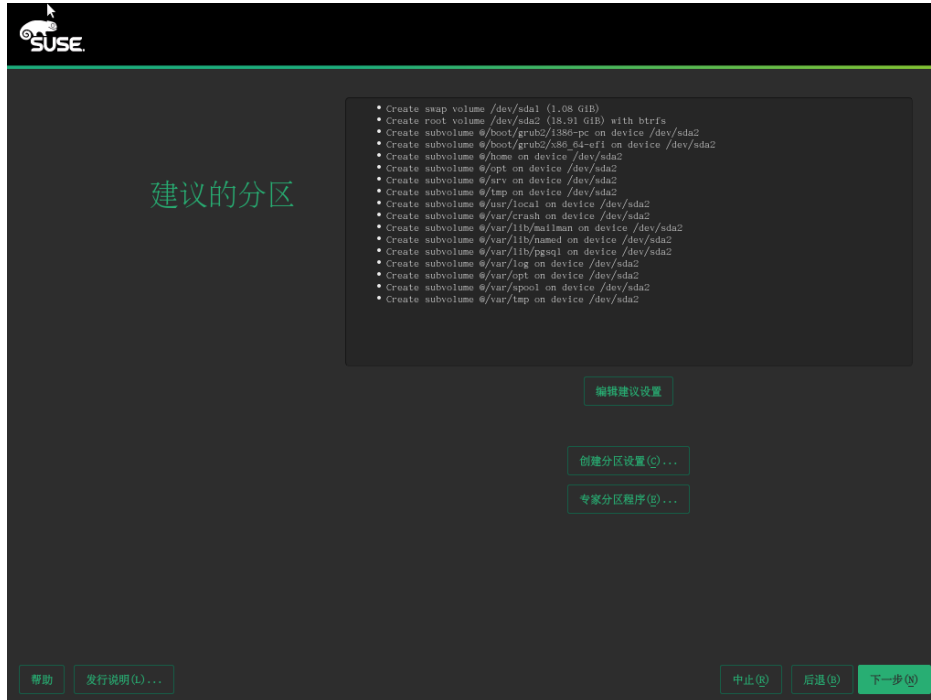 SUSE.
建议的分区
• Create swap volume /dev/sda1 (1.08 GiB)
• Create root volume /dev/sda2 (18.91 GiB) with btrfs
• Create subvolume @/boot/grub2/i386-pc on device /dev/sda2
• Create subvolume @/boot/grub2/x86_64-efi on device /dev/sda2
• Create subvolume @/home on device /dev/sda2
• Create subvolume @/opt on device /dev/sda2
• Create subvolume @/srv on device /dev/sda2
• Create subvolume @/tmp on device /dev/sda2
• Create subvolume @/usr/local on device /dev/sda2
• Create subvolume @/var/crash on device /dev/sda2
• Create subvolume @/var/lib/mailman on device /dev/sda2
• Create subvolume @/var/lib/named on device /dev/sda2
• Create subvolume @/var/lib/pgsql on device /dev/sda2
• Create subvolume @/var/log on device /dev/sda2
• Create subvolume @/var/opt on device /dev/sda2
• Create subvolume @/var/spool on device /dev/sda2
• Create subvolume @/var/tmp on device /dev/sda2
编辑建议设置
创建分区设置(C)...
专家分区程序(E)...
帮助 发行说明(L)... 中止(R) 后退(B) 下一步(N)